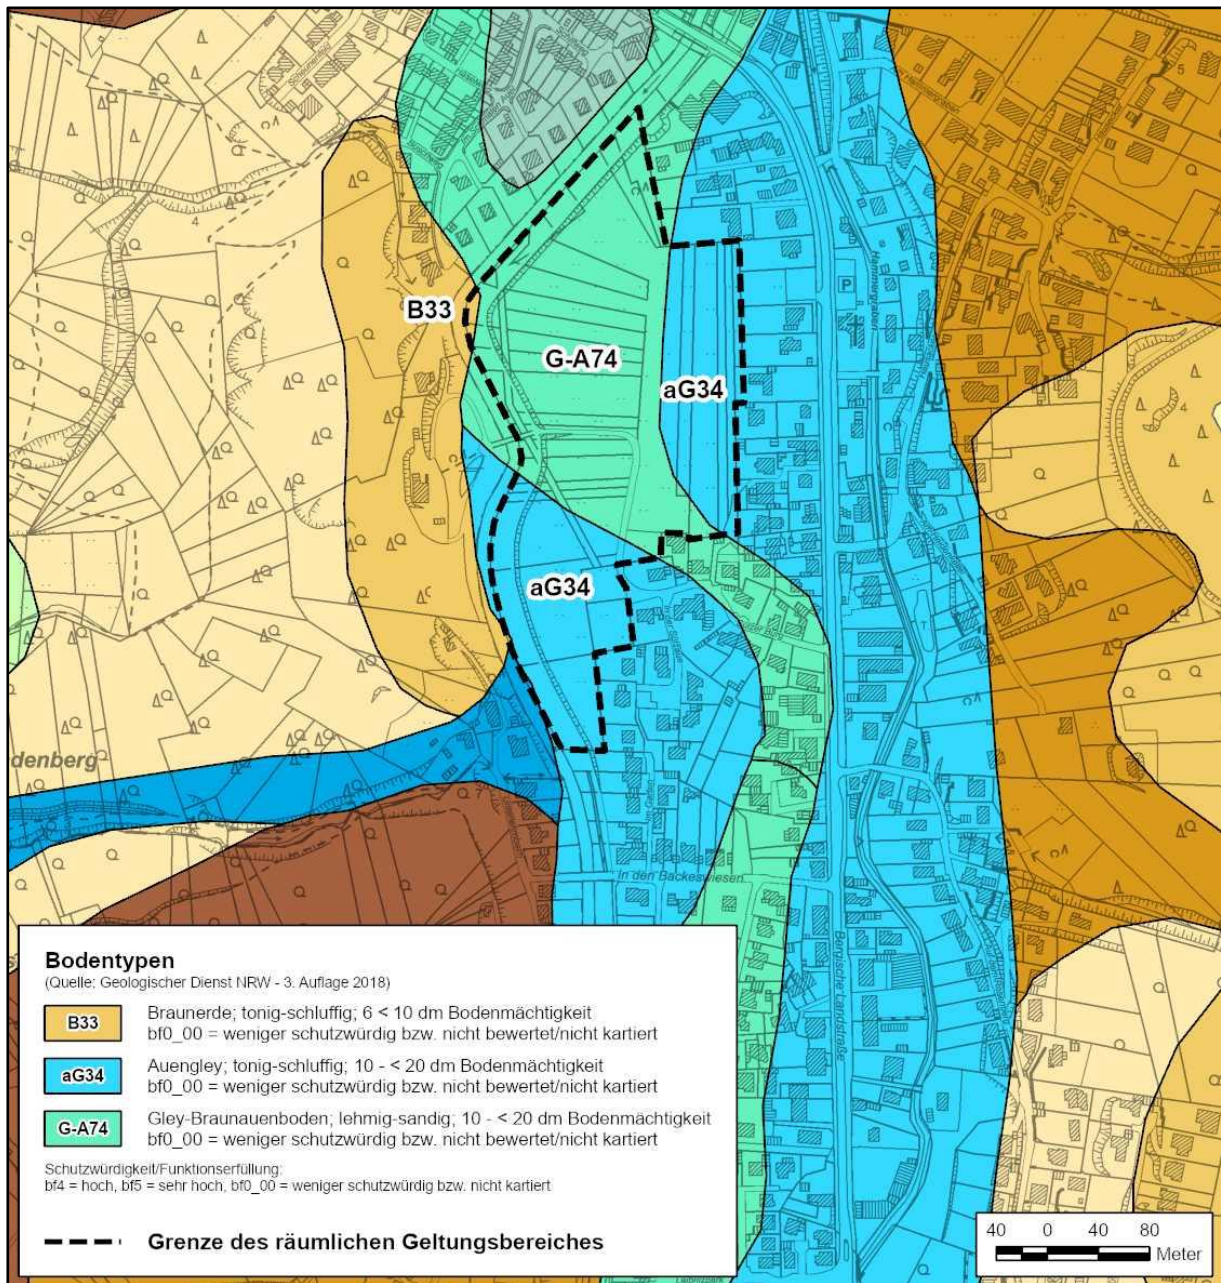 B33
G-A74
aG34
aG34
Hammergraben
P
denberg
In den Backeswiesen
Bergische Landstraße
Bodentypen
(Quelle: Geologischer Dienst NRW - 3. Auflage 2018)
B33 Braunerde; tonig-schluffig; 6 < 10 dm Bodenmächtigkeit
bf0_00 = weniger schutzwürdig bzw. nicht bewertet/nicht kartiert
aG34 Auengley; tonig-schluffig; 10 - < 20 dm Bodenmächtigkeit
bf0_00 = weniger schutzwürdig bzw. nicht bewertet/nicht kartiert
G-A74 Gley-Braunauenboden; lehmig-sandig; 10 - < 20 dm Bodenmächtigkeit
bf0_00 = weniger schutzwürdig bzw. nicht bewertet/nicht kartiert
Schutzwürdigkeit/Funktionserfüllung:
bf4 = hoch, bf5 = sehr hoch, bf0_00 = weniger schutzwürdig bzw. nicht kartiert
Grenze des räumlichen Geltungsbereiches
40 0 40 80
Meter